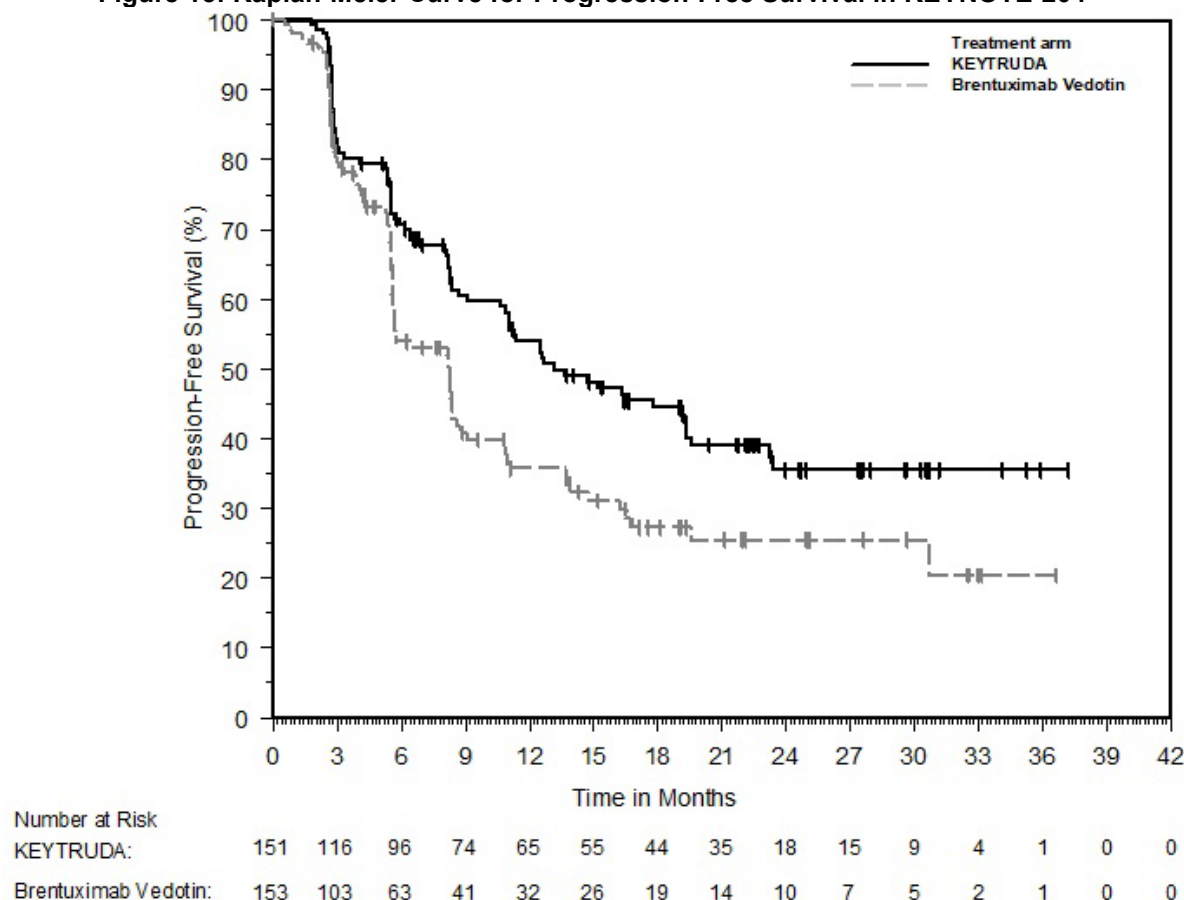 Figure 18: Kaplan-Meier Curve for Progression-Free Survival in KEYNOTE-204
Treatment arm
KEYTRUDA
Brentuximab Vedotin
Progression-Free Survival (%)
100
90
80
70
60
50
40
30
20
10
0
0 3 6 9 12 15 18 21 24 27 30 33 36 39 42
Time in Months
Number at Risk
KEYTRUDA: 151 116 96 74 65 55 44 35 18 15 9 4 1 0 0
Brentuximab Vedotin: 153 103 63 41 32 26 19 14 10 7 5 2 1 0 0